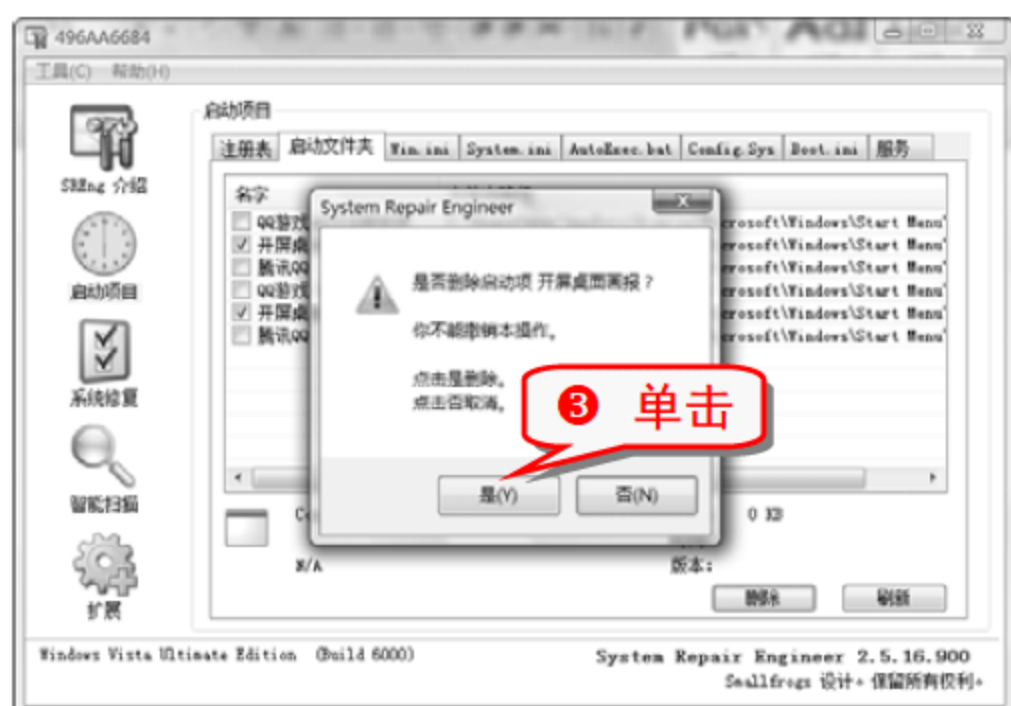 496AA6684
工具(C) 帮助(H)
启动项目
注册表 启动文件夹 Win.ini System.ini AutoExec.bat Config.Sys Boot.ini 服务
名字
QQ游戏 crosoft\Windows\Start Menu\
开屏桌 crosoft\Windows\Start Menu\
腾讯QQ crosoft\Windows\Start Menu\
QQ游戏 crosoft\Windows\Start Menu\
开屏桌 crosoft\Windows\Start Menu\
腾讯QQ crosoft\Windows\Start Menu\
SREng 介绍
启动项目
系统修复
智能扫描
扩展
System Repair Engineer
是否删除启动项 开屏桌面画报？
你不能撤销本操作。
点击是删除。
点击否取消。
❸ 单击
是(Y) 否(N)
0 KB
N/A 版本:
删除 刷新
Windows Vista Ultimate Edition (Build 6000)
System Repair Engineer 2.5.16.900
Smallfrogs 设计。保留所有权利。